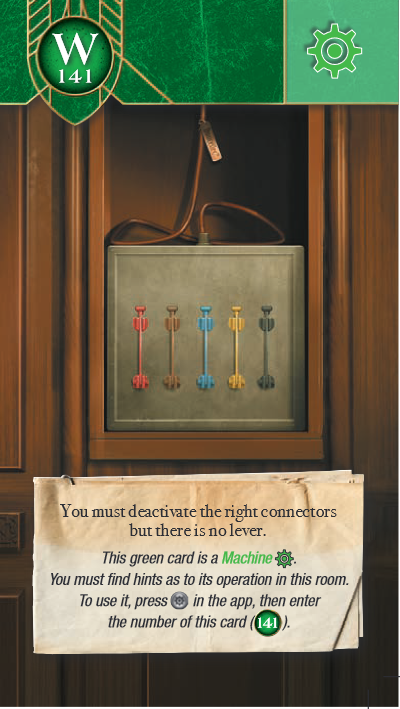 W
141
You must deactivate the right connectors
but there is no lever.
This green card is a Machine .
You must find hints as to its operation in this room.
To use it, press in the app, then enter
the number of this card (141).